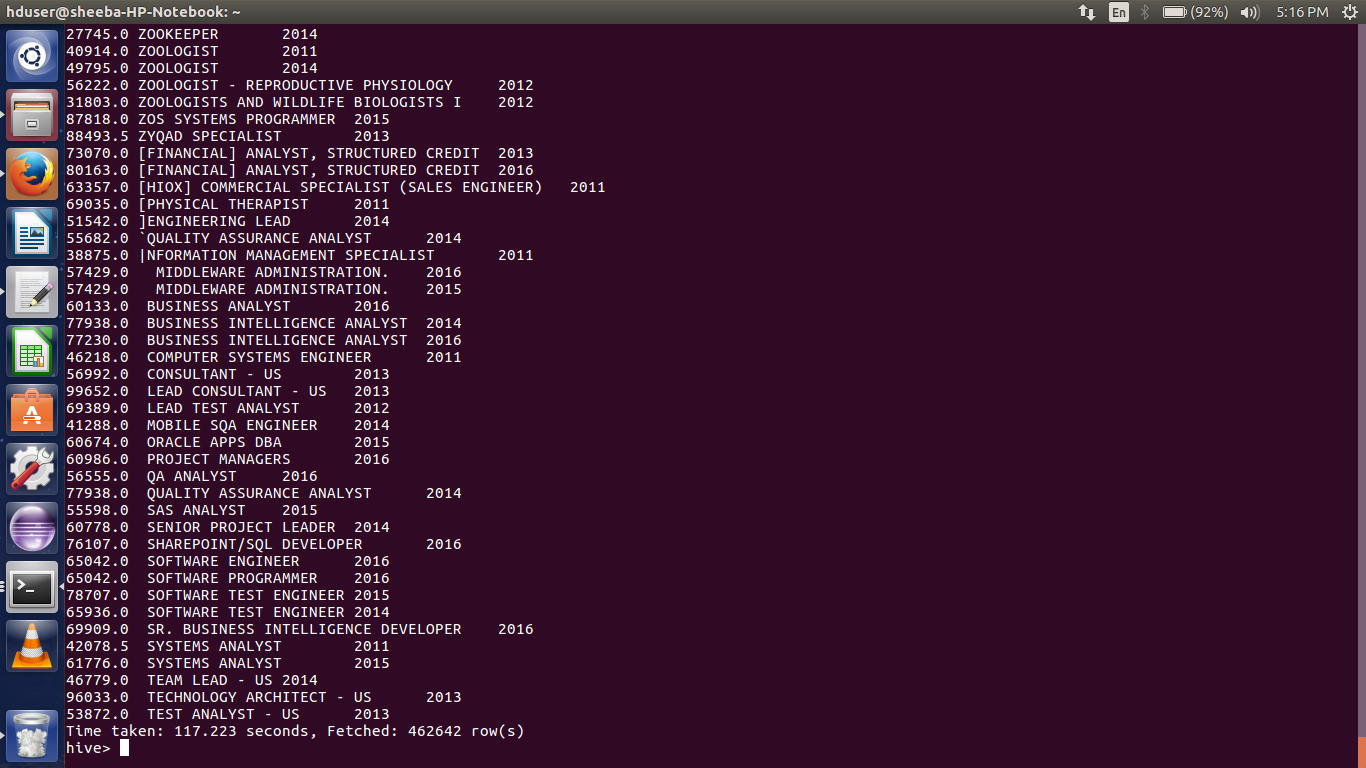 hduser@sheeba-HP-Notebook: ~ En (92%) 5:16 PM
27745.0 ZOOKEEPER 2014
40914.0 ZOOLOGIST 2011
49795.0 ZOOLOGIST 2014
56222.0 ZOOLOGIST - REPRODUCTIVE PHYSIOLOGY 2012
31803.0 ZOOLOGISTS AND WILDLIFE BIOLOGISTS I 2012
87818.0 ZOS SYSTEMS PROGRAMMER 2015
88493.5 ZYQAD SPECIALIST 2013
73070.0 [FINANCIAL] ANALYST, STRUCTURED CREDIT 2013
80163.0 [FINANCIAL] ANALYST, STRUCTURED CREDIT 2016
63357.0 [HIOX] COMMERCIAL SPECIALIST (SALES ENGINEER) 2011
69035.0 [PHYSICAL THERAPIST 2011
51542.0 ]ENGINEERING LEAD 2014
55682.0 `QUALITY ASSURANCE ANALYST 2014
38875.0 |NFORMATION MANAGEMENT SPECIALIST 2011
57429.0 MIDDLEWARE ADMINISTRATION. 2016
57429.0 MIDDLEWARE ADMINISTRATION. 2015
60133.0 BUSINESS ANALYST 2016
77938.0 BUSINESS INTELLIGENCE ANALYST 2014
77230.0 BUSINESS INTELLIGENCE ANALYST 2016
46218.0 COMPUTER SYSTEMS ENGINEER 2011
56992.0 CONSULTANT - US 2013
99652.0 LEAD CONSULTANT - US 2013
69389.0 LEAD TEST ANALYST 2012
41288.0 MOBILE SQA ENGINEER 2014
60674.0 ORACLE APPS DBA 2015
60986.0 PROJECT MANAGERS 2016
56555.0 QA ANALYST 2016
77938.0 QUALITY ASSURANCE ANALYST 2014
55598.0 SAS ANALYST 2015
60778.0 SENIOR PROJECT LEADER 2014
76107.0 SHAREPOINT/SQL DEVELOPER 2016
65042.0 SOFTWARE ENGINEER 2016
65042.0 SOFTWARE PROGRAMMER 2016
78707.0 SOFTWARE TEST ENGINEER 2015
65936.0 SOFTWARE TEST ENGINEER 2014
69909.0 SR. BUSINESS INTELLIGENCE DEVELOPER 2016
42078.5 SYSTEMS ANALYST 2011
61776.0 SYSTEMS ANALYST 2015
46779.0 TEAM LEAD - US 2014
96033.0 TECHNOLOGY ARCHITECT - US 2013
53872.0 TEST ANALYST - US 2013
Time taken: 117.223 seconds, Fetched: 462642 row(s)
hive>